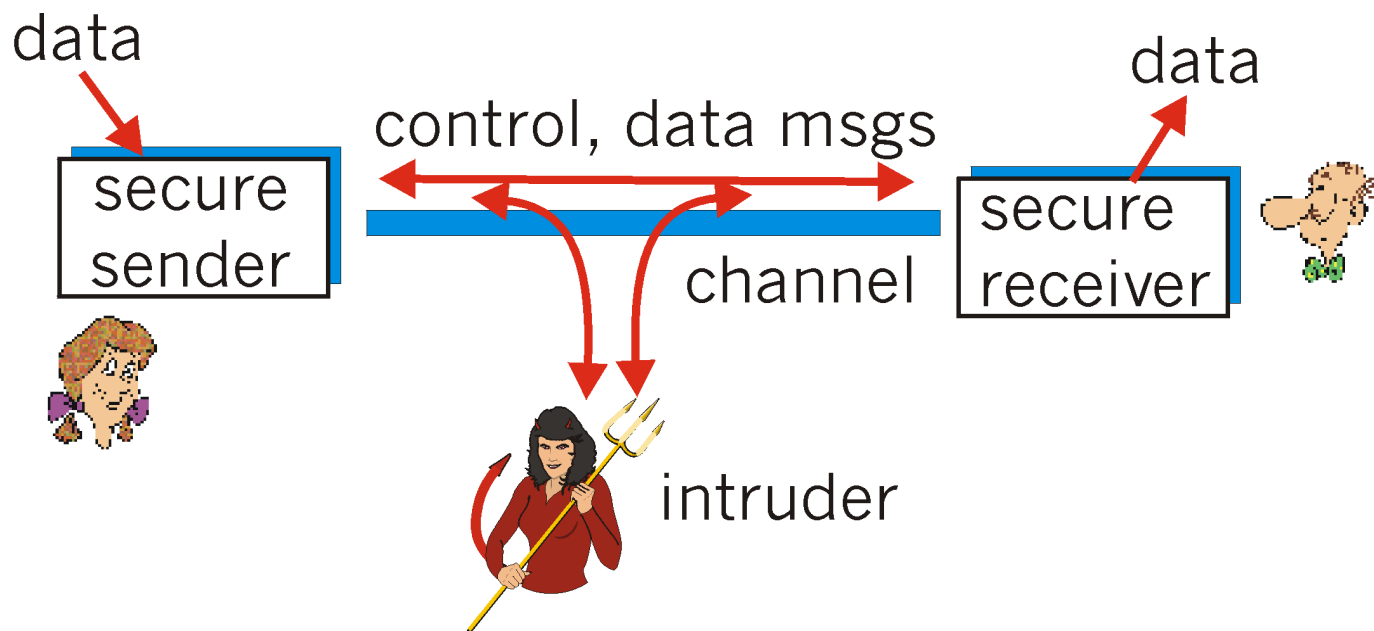 data
data
control, data msgs
secure
sender
secure
receiver
channel
intruder